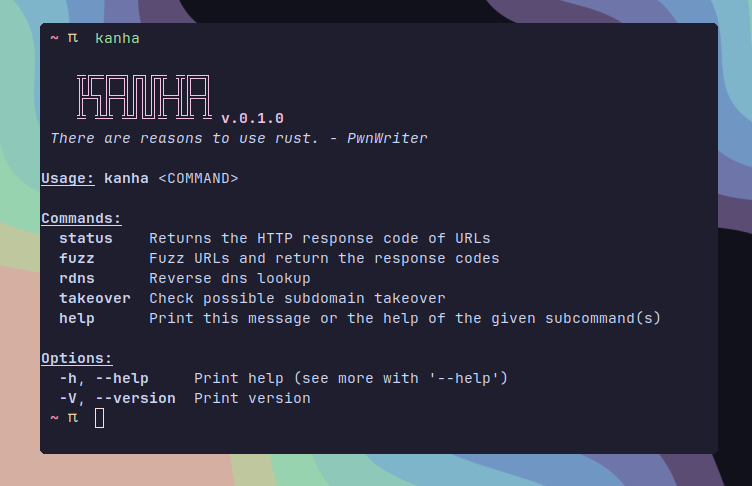 ~ π kanha
KANHA v.0.1.0
There are reasons to use rust. - PwnWriter
Usage: kanha <COMMAND>
Commands:
status Returns the HTTP response code of URLs
fuzz Fuzz URLs and return the response codes
rdns Reverse dns lookup
takeover Check possible subdomain takeover
help Print this message or the help of the given subcommand(s)
Options:
-h, --help Print help (see more with '--help')
-V, --version Print version
~ π